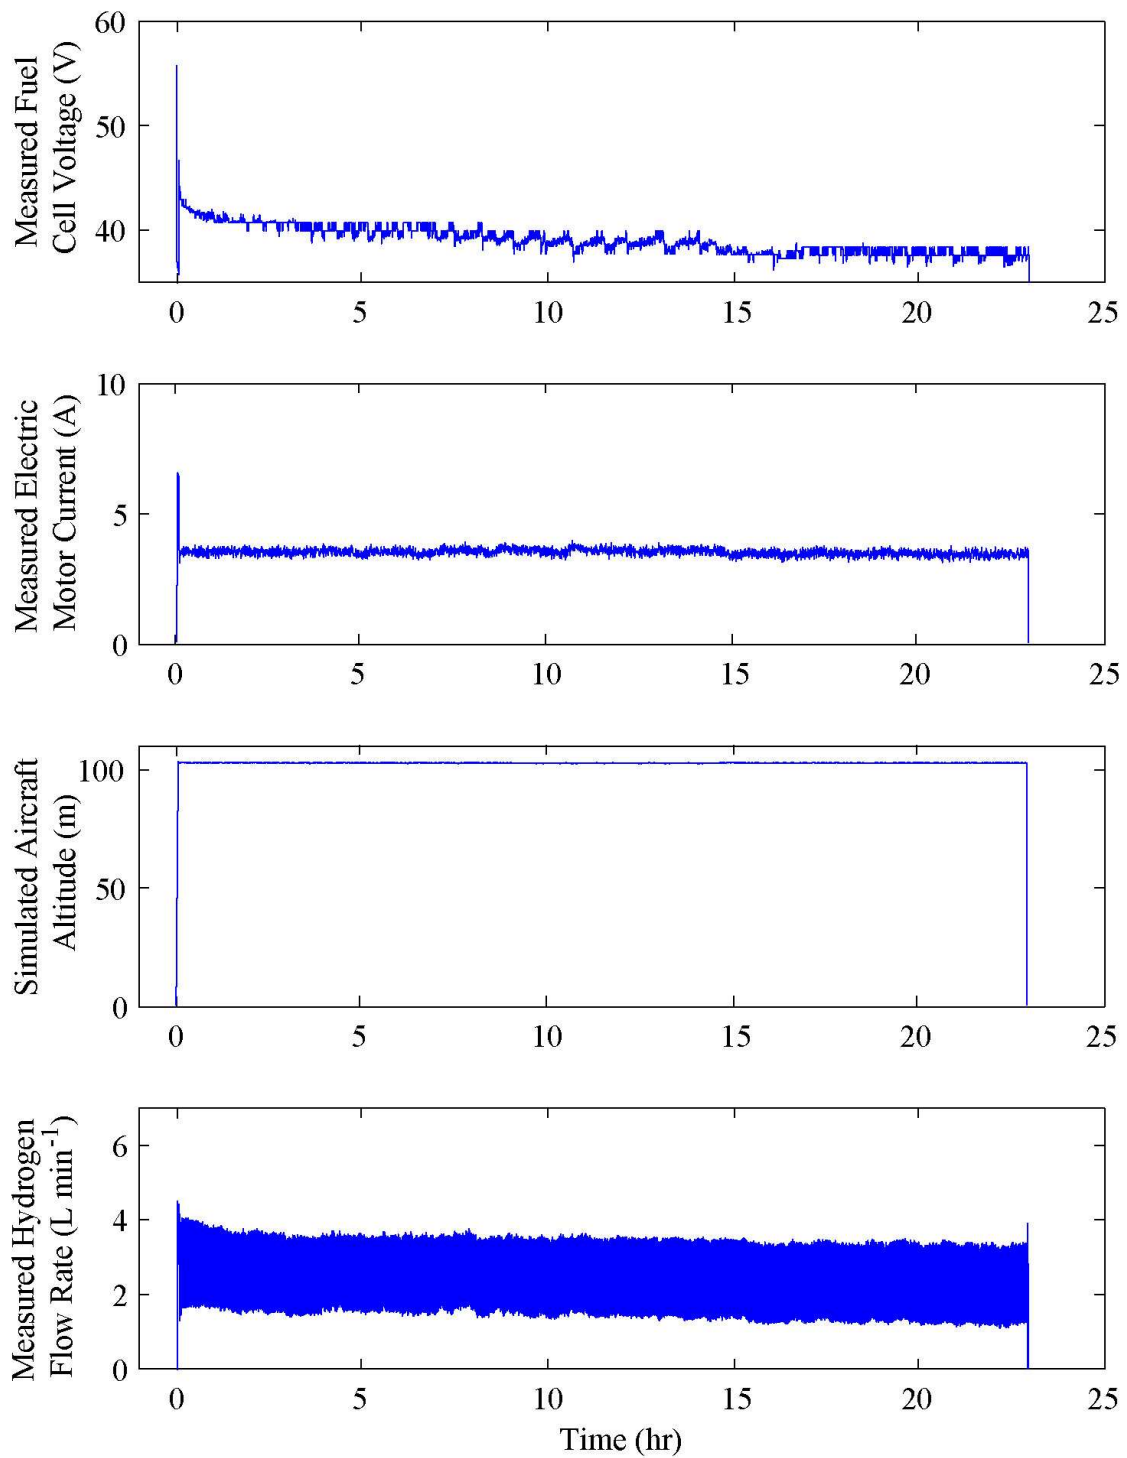 Measured Fuel
Cell Voltage (V)
60
50
40
0 5 10 15 20 25
Measured Electric
Motor Current (A)
10
5
0
0 5 10 15 20 25
Simulated Aircraft
Altitude (m)
100
50
0
0 5 10 15 20 25
Measured Hydrogen
Flow Rate (L min⁻¹)
6
4
2
0
0 5 10 15 20 25
Time (hr)